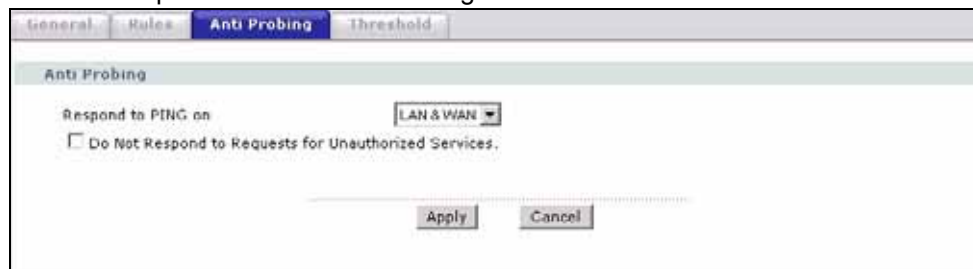 General Rules Anti Probing Threshold
Anti Probing
Respond to PING on LAN & WAN
Do Not Respond to Requests for Unauthorized Services.
Apply Cancel